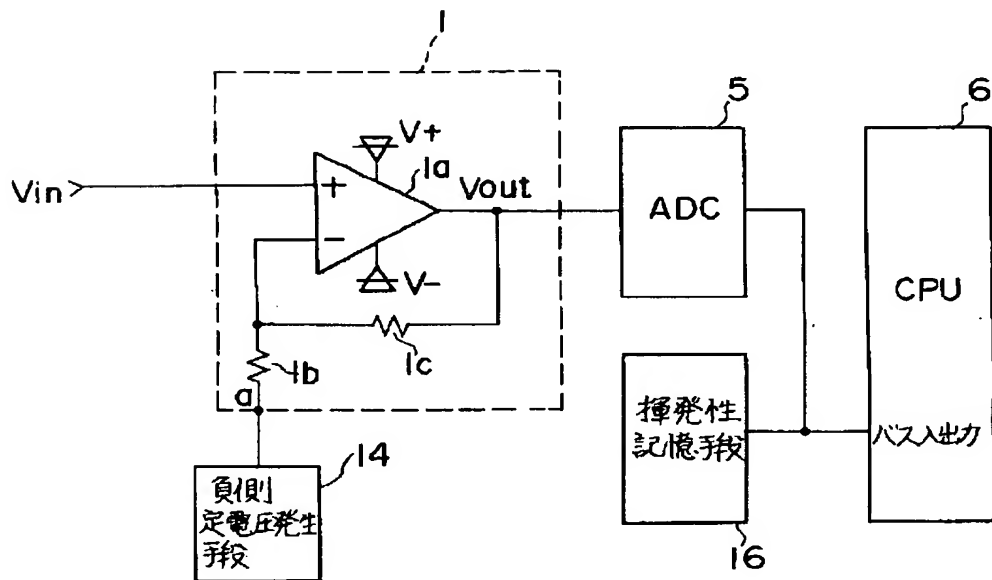 1
5
6
V+
1a
Vin
+
Vout
ADC
−
V-
CPU
1c
1b
a
揮発性
記憶手段
バス入出力
14
負側
定電圧発生
手段
16